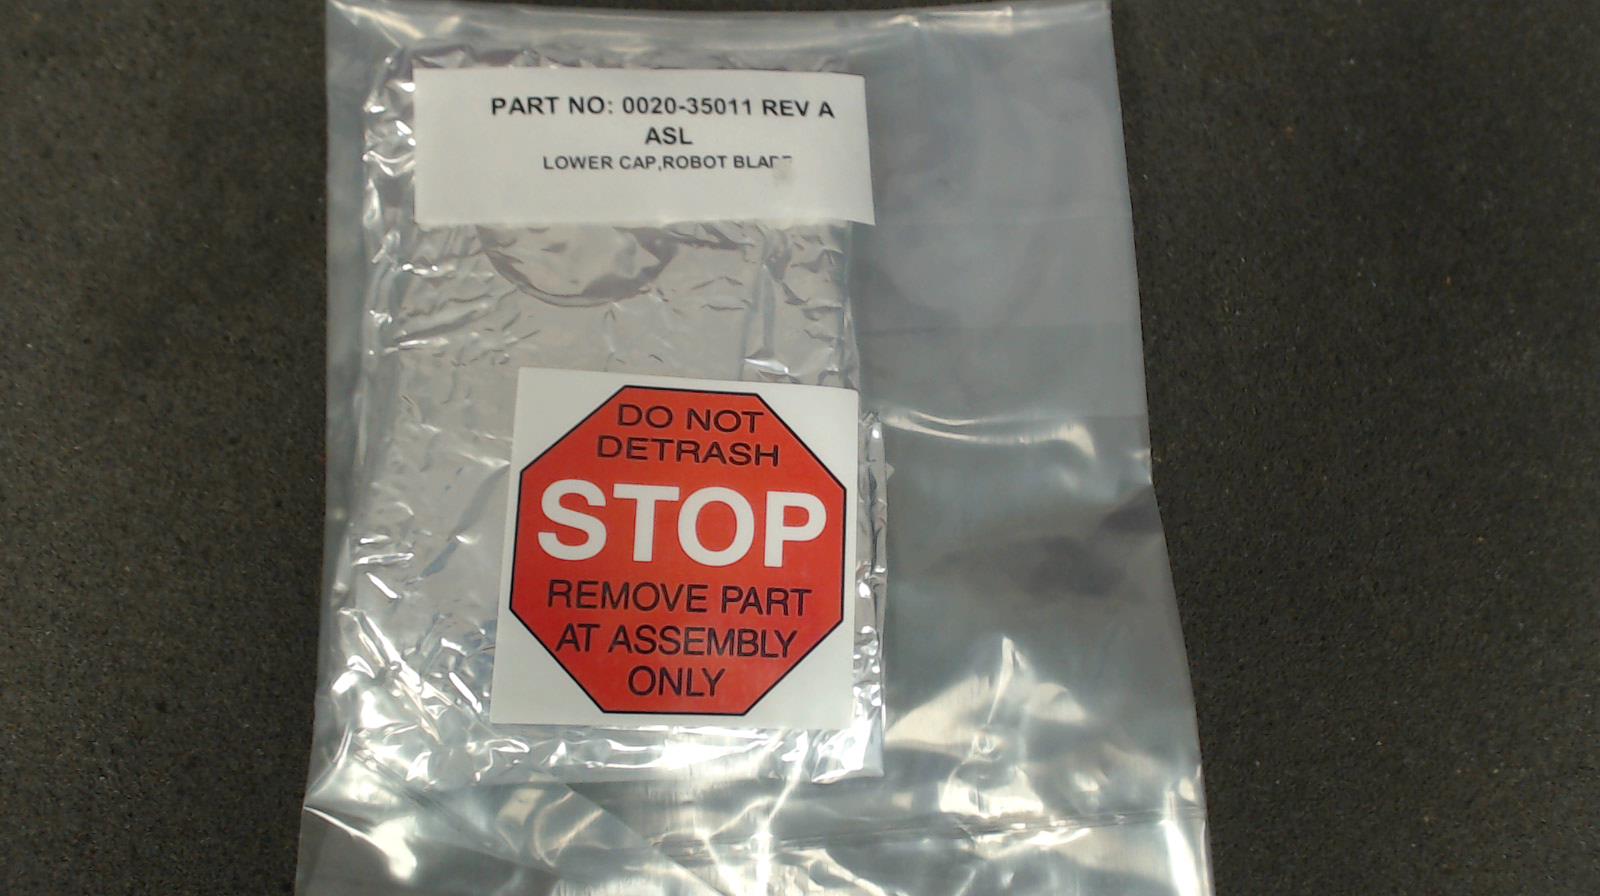 PART NO: 0020-35011 REV A
ASL
LOWER CAP,ROBOT
DO NOT
DETRASH
STOP
REMOVE PART
AT ASSEMBLY
ONLY